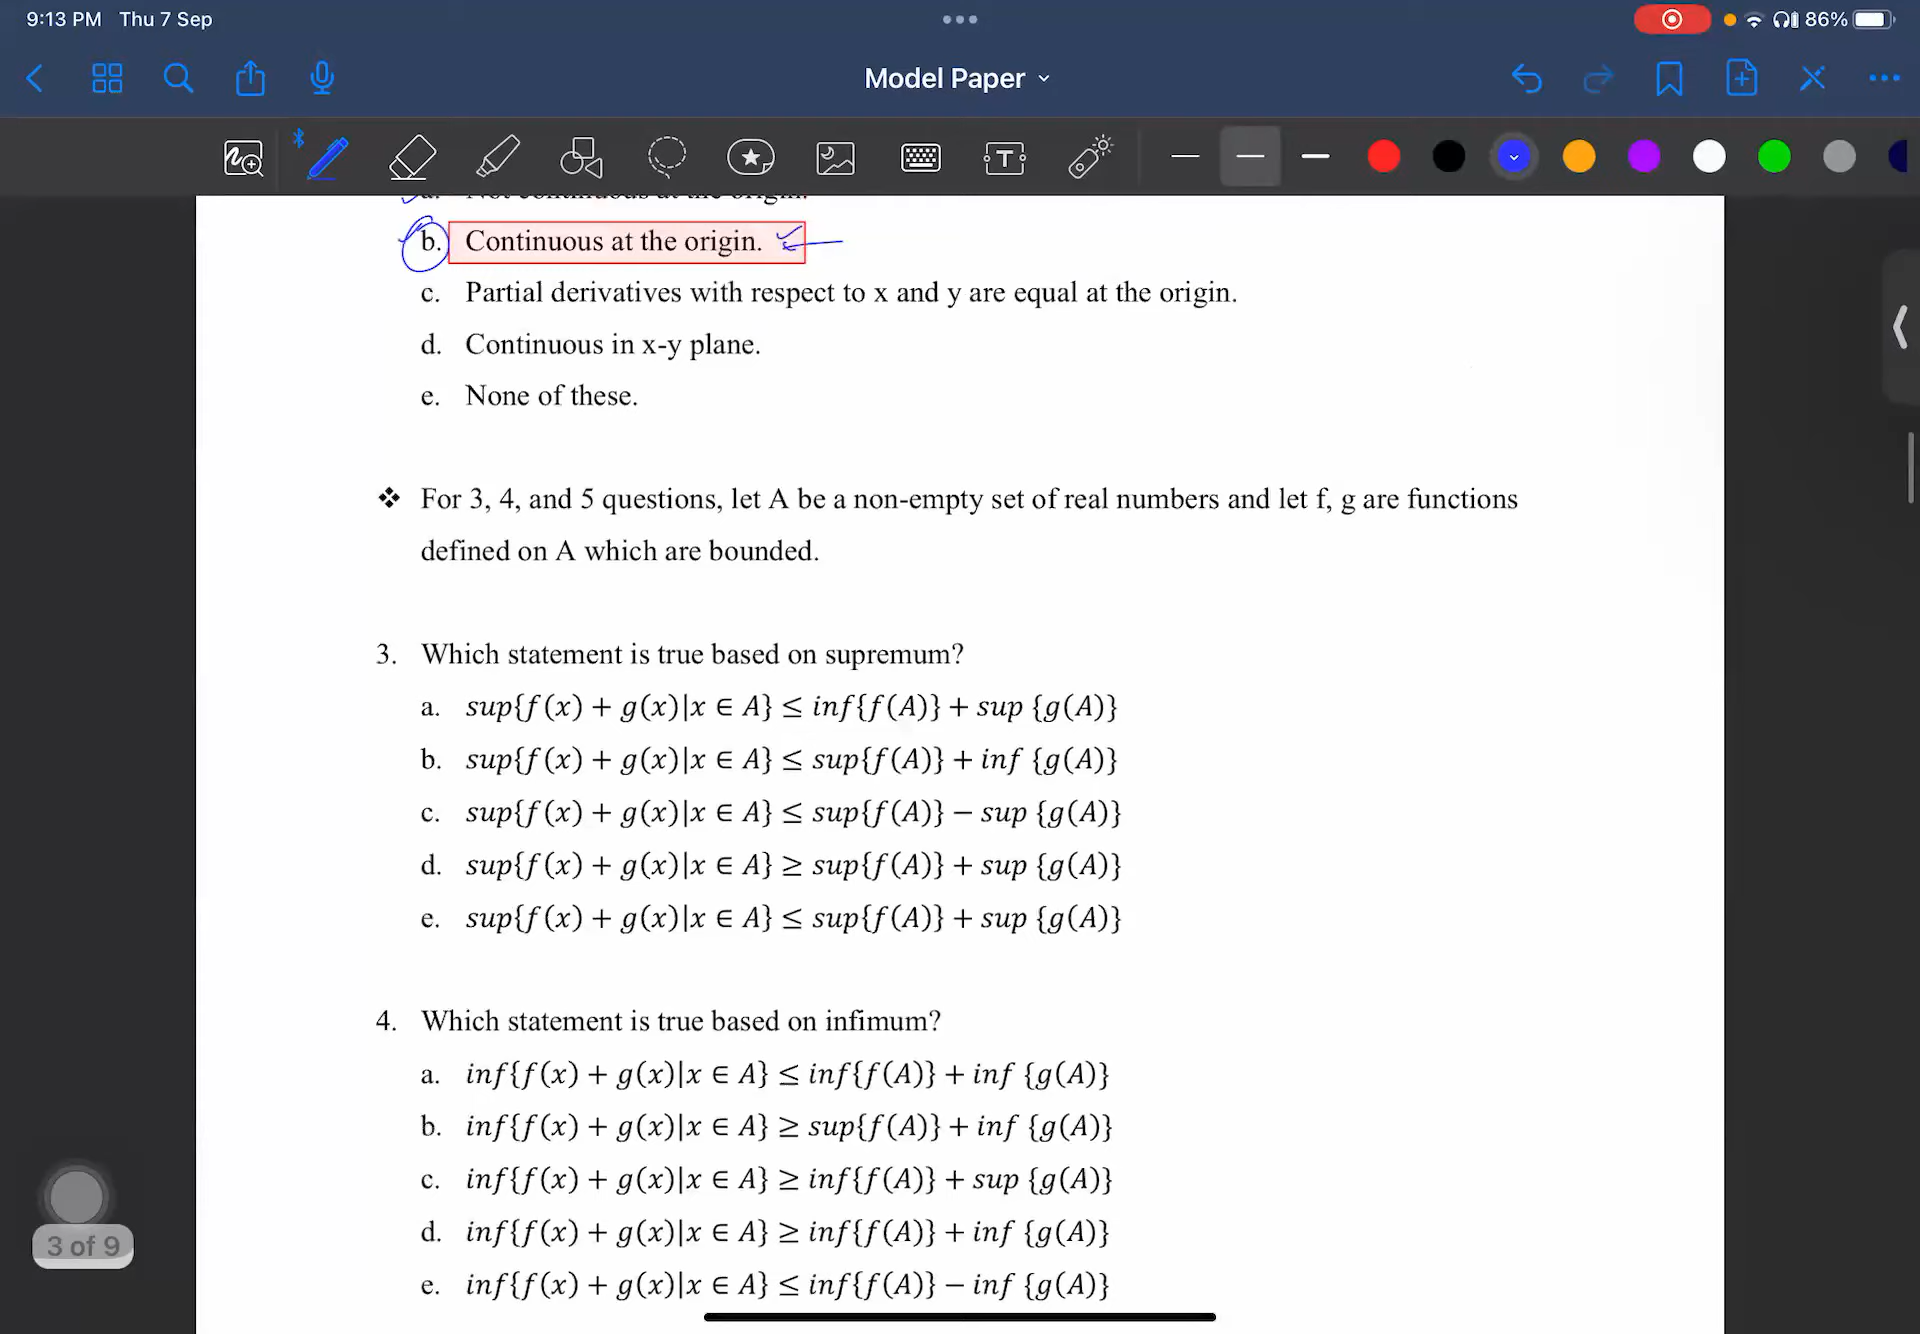 9:13 PM Thu 7 Sep
86%
Model Paper
T
a. Not continuous at the origin.
b. Continuous at the origin.
c. Partial derivatives with respect to x and y are equal at the origin.
d. Continuous in x-y plane.
e. None of these.
❖ For 3, 4, and 5 questions, let A be a non-empty set of real numbers and let f, g are functions
defined on A which are bounded.
3. Which statement is true based on supremum?
a. sup{f(x) + g(x)|x ∈ A} ≤ inf{f(A)} + sup {g(A)}
b. sup{f(x) + g(x)|x ∈ A} ≤ sup{f(A)} + inf {g(A)}
c. sup{f(x) + g(x)|x ∈ A} ≤ sup{f(A)} − sup {g(A)}
d. sup{f(x) + g(x)|x ∈ A} ≥ sup{f(A)} + sup {g(A)}
e. sup{f(x) + g(x)|x ∈ A} ≤ sup{f(A)} + sup {g(A)}
4. Which statement is true based on infimum?
a. inf{f(x) + g(x)|x ∈ A} ≤ inf{f(A)} + inf {g(A)}
b. inf{f(x) + g(x)|x ∈ A} ≥ sup{f(A)} + inf {g(A)}
c. inf{f(x) + g(x)|x ∈ A} ≥ inf{f(A)} + sup {g(A)}
d. inf{f(x) + g(x)|x ∈ A} ≥ inf{f(A)} + inf {g(A)}
3 of 9
e. inf{f(x) + g(x)|x ∈ A} ≤ inf{f(A)} − inf {g(A)}